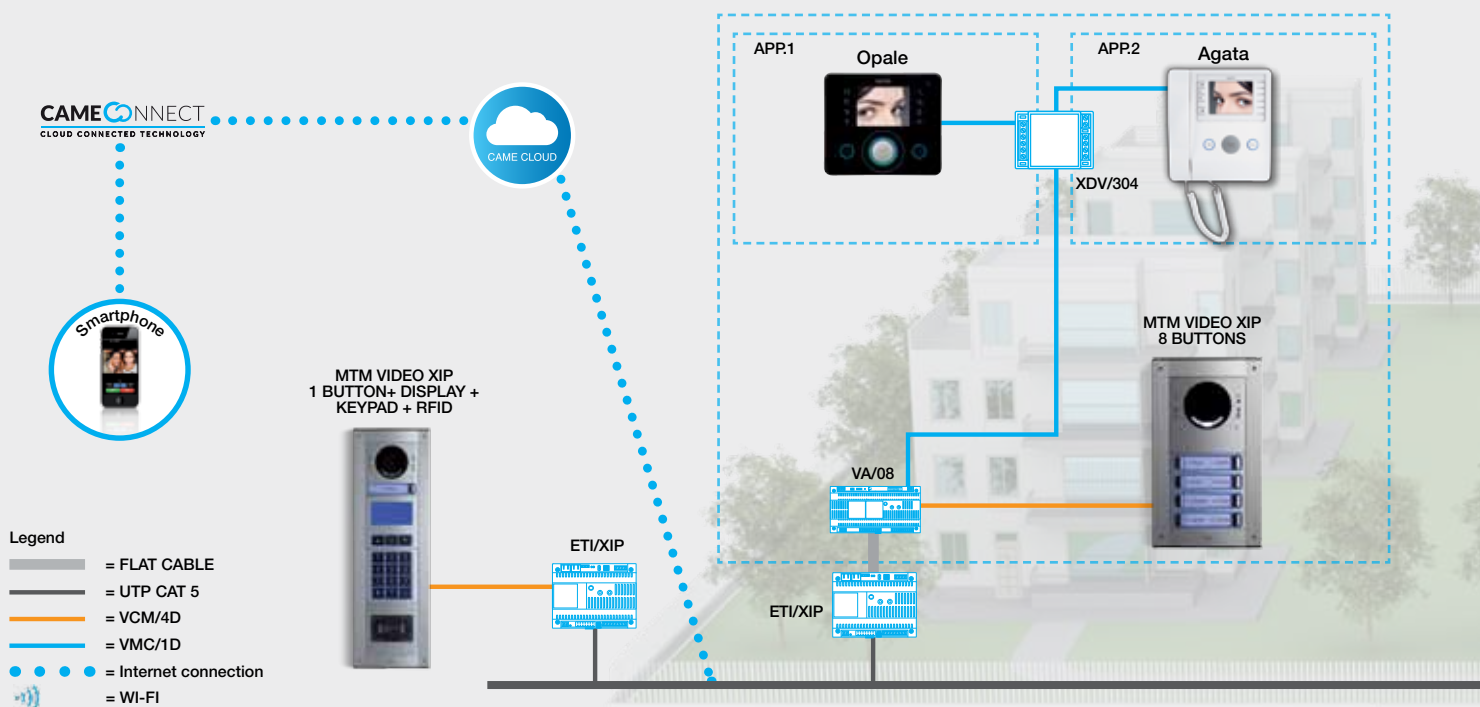 APP.1
Opale
APP.2
Agata
CAMECONNECT
CLOUD CONNECTED TECHNOLOGY
CAME CLOUD
XDV/304
Smartphone
MTM VIDEO XIP
8 BUTTONS
MTM VIDEO XIP
1 BUTTON+ DISPLAY +
KEYPAD + RFID
VA/08
ETI/XIP
ETI/XIP
Legend
= FLAT CABLE
= UTP CAT 5
= VCM/4D
= VMC/1D
= Internet connection
= WI-FI